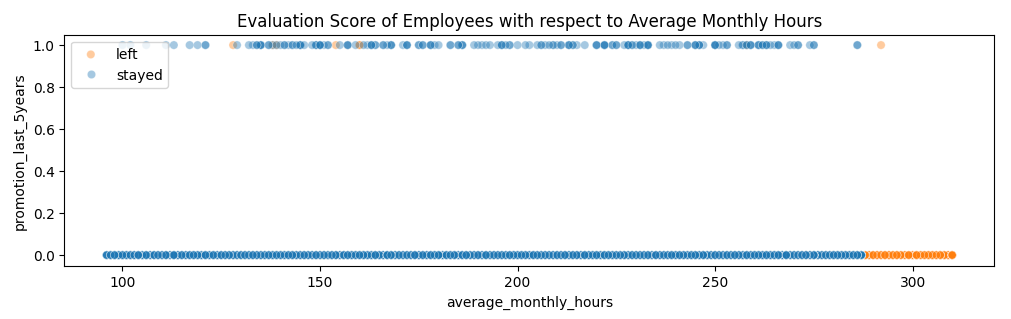 Evaluation Score of Employees with respect to Average Monthly Hours
left
stayed
promotion_last_5years
1.0
0.8
0.6
0.4
0.2
0.0
100
150
200
250
300
average_monthly_hours